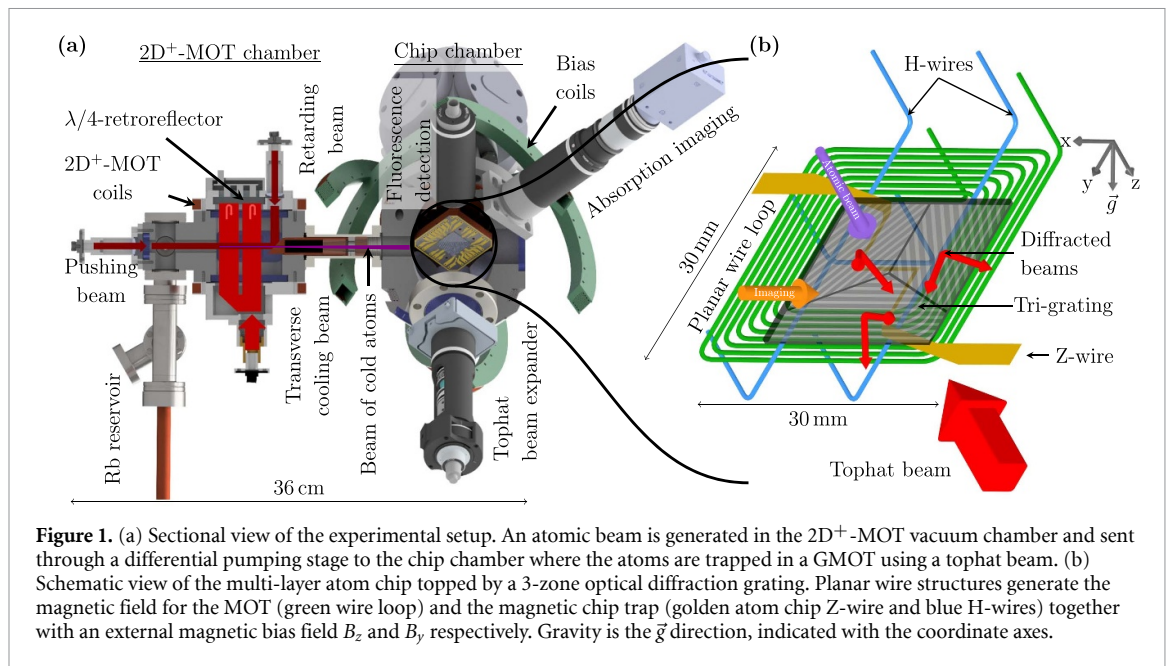 (a)
2D⁺-MOT chamber
Chip chamber
λ/4-retroreflector
2D⁺-MOT
coils
Retarding
beam
Fluorescence
detection
Bias
coils
Absorption imaging
Pushing
beam
Rb reservoir
Transverse
cooling beam
Beam of cold atoms
Tophat
beam expander
36 cm
(b)
H-wires
x
y
z
g⃗
Atomic beam
30 mm
Planar wire loop
Imaging
Diffracted
beams
Tri-grating
Z-wire
30 mm
Tophat beam
Figure 1. (a) Sectional view of the experimental setup. An atomic beam is generated in the 2D⁺-MOT vacuum chamber and sent
through a differential pumping stage to the chip chamber where the atoms are trapped in a GMOT using a tophat beam. (b)
Schematic view of the multi-layer atom chip topped by a 3-zone optical diffraction grating. Planar wire structures generate the
magnetic field for the MOT (green wire loop) and the magnetic chip trap (golden atom chip Z-wire and blue H-wires) together
with an external magnetic bias field B_z and B_y respectively. Gravity is the g⃗ direction, indicated with the coordinate axes.